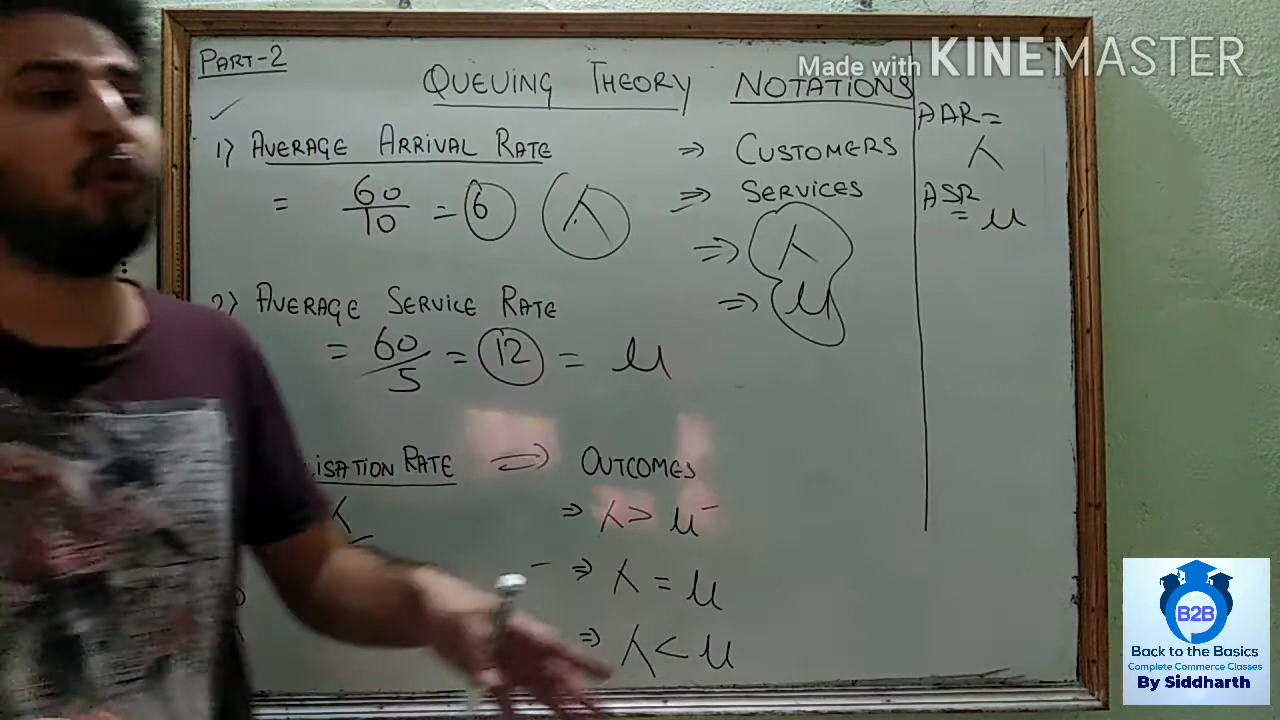 Made with KINEMASTER
PART-2
QUEUING THEORY NOTATIONS
1) AVERAGE ARRIVAL RATE
= 60/10 = 6 λ
⇒ CUSTOMERS
⇒ SERVICES
⇒ λ
⇒ μ
2) AVERAGE SERVICE RATE
= 60/5 = 12 = μ
LISATION RATE ⇒ OUTCOMES
λ
⇒ λ > μ
⇒ λ = μ
⇒ λ < μ
AAR =
λ
ASR
= μ
B2B
Back to the Basics
Complete Commerce Classes
By Siddharth